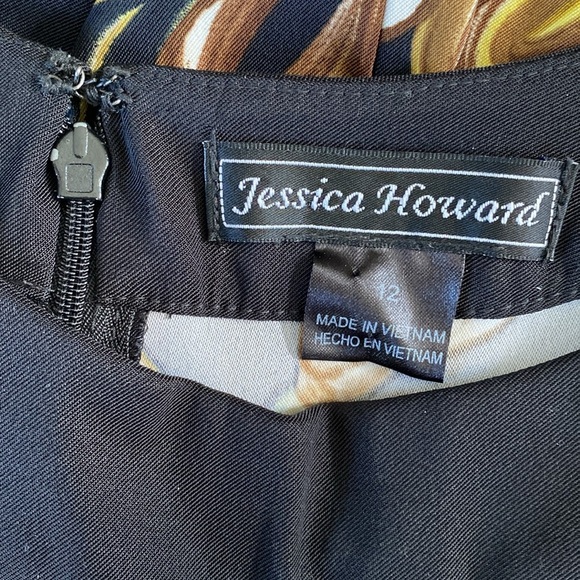 Jessica Howard
12
MADE IN VIETNAM
HECHO EN VIETNAM